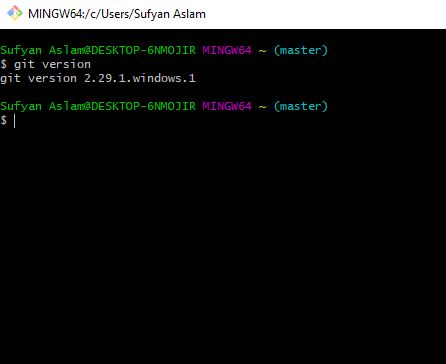 MINGW64:/c/Users/Sufyan Aslam
Sufyan Aslam@DESKTOP-6NMOJIR MINGW64 ~ (master)
$ git version
git version 2.29.1.windows.1
Sufyan Aslam@DESKTOP-6NMOJIR MINGW64 ~ (master)
$